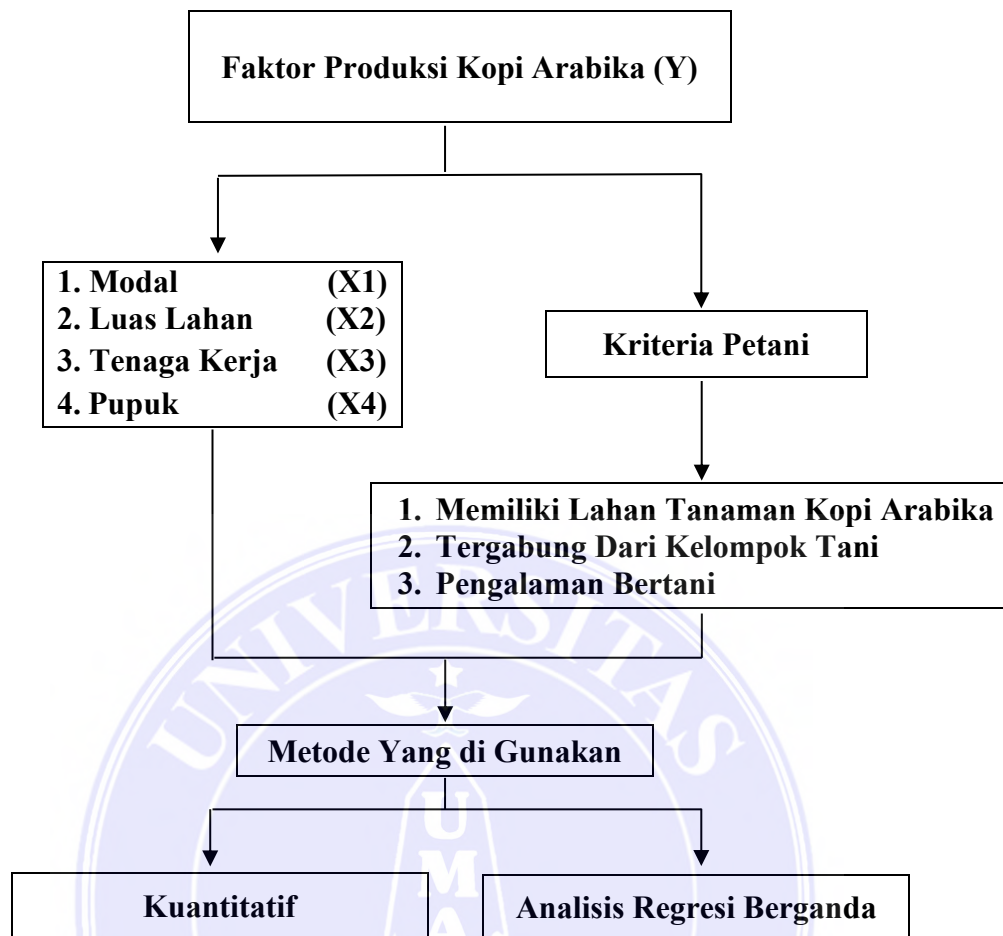 Faktor Produksi Kopi Arabika (Y)
1. Modal (X1)
2. Luas Lahan (X2)
3. Tenaga Kerja (X3)
4. Pupuk (X4)
Kriteria Petani
1. Memiliki Lahan Tanaman Kopi Arabika
2. Tergabung Dari Kelompok Tani
3. Pengalaman Bertani
UNIVERSITAS
Metode Yang di Gunakan
UMA
Kuantitatif
Analisis Regresi Berganda